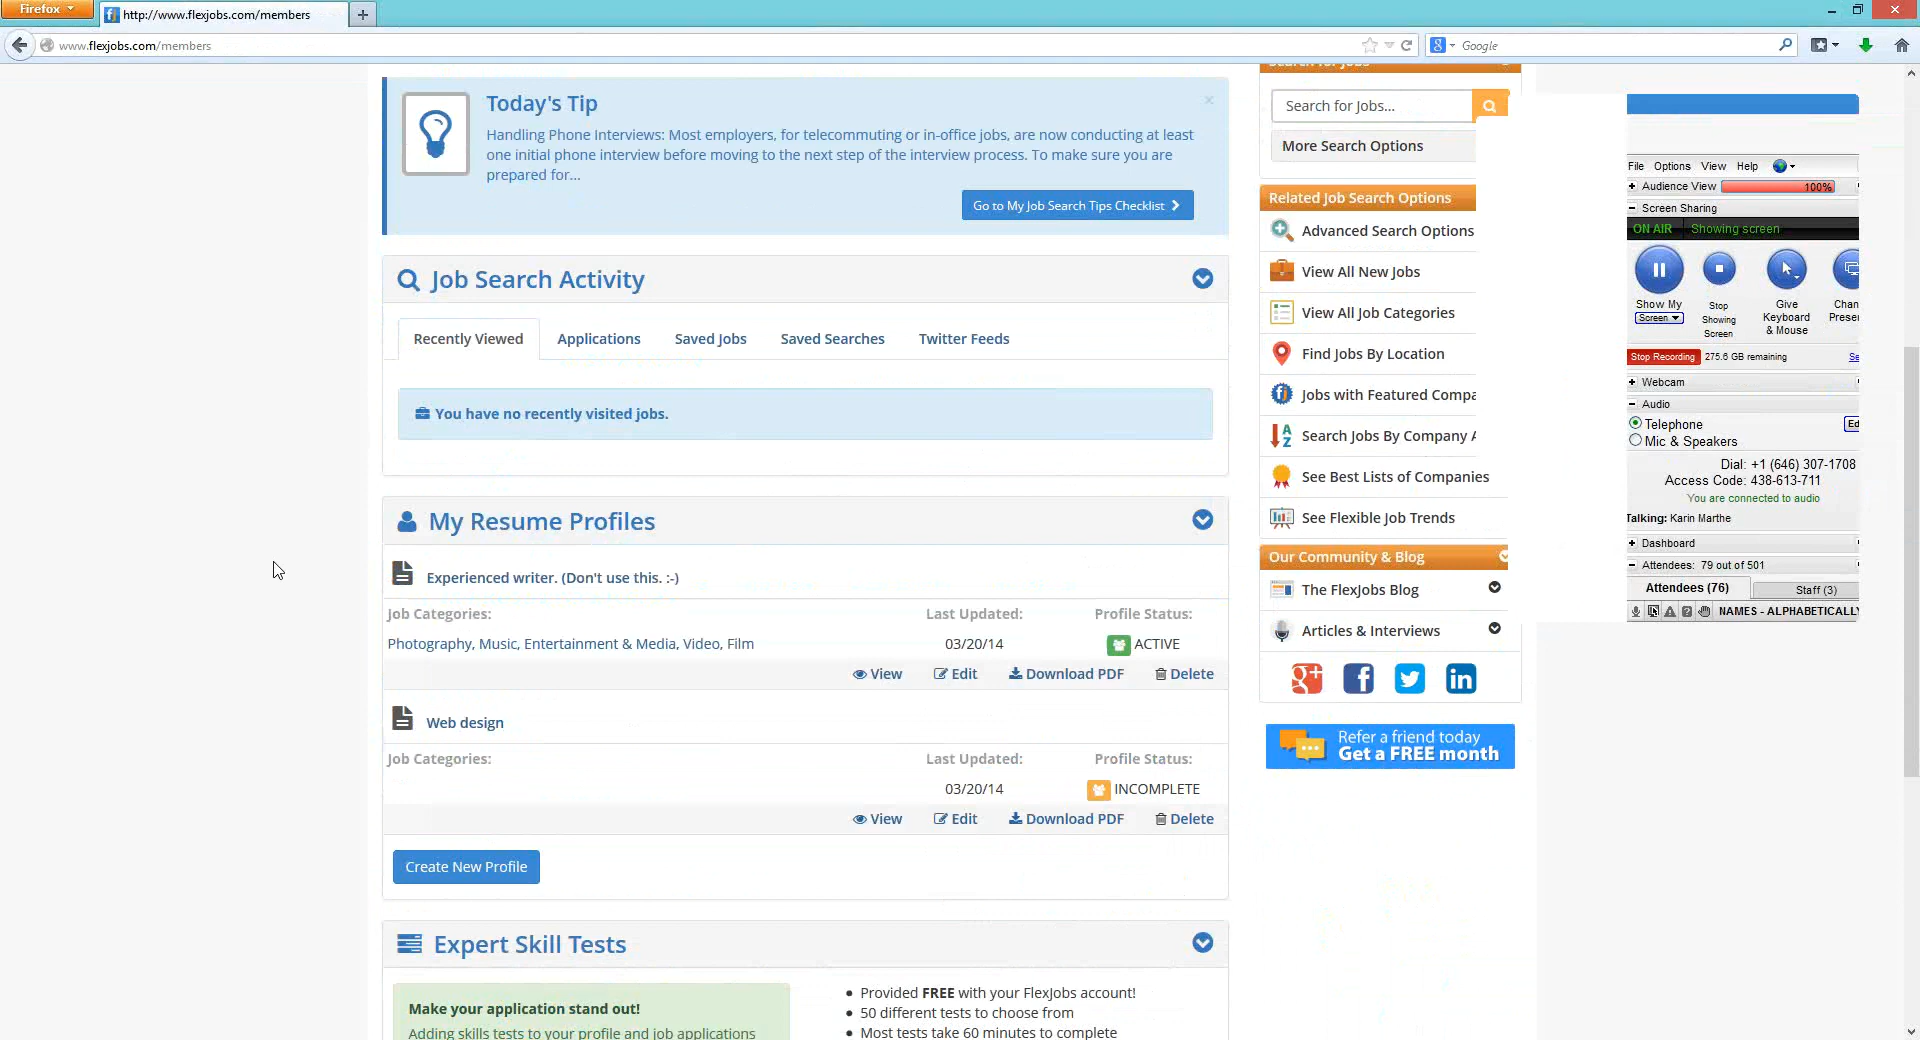 Firefox
http://www.flexjobs.com/members
www.flexjobs.com/members
Google
Today's Tip
Handling Phone Interviews: Most employers, for telecommuting or in-office jobs, are now conducting at least
one initial phone interview before moving to the next step of the interview process. To make sure you are
prepared for...
Go to My Job Search Tips Checklist
Job Search Activity
Recently Viewed
Applications
Saved Jobs
Saved Searches
Twitter Feeds
You have no recently visited jobs.
My Resume Profiles
Experienced writer. (Don't use this. :-)
Job Categories: Last Updated: Profile Status:
Photography, Music, Entertainment & Media, Video, Film 03/20/14 ACTIVE
View Edit Download PDF Delete
Web design
Job Categories: Last Updated: Profile Status:
03/20/14 INCOMPLETE
View Edit Download PDF Delete
Create New Profile
Expert Skill Tests
Make your application stand out!
Adding skills tests to your profile and job applications
Provided FREE with your FlexJobs account!
50 different tests to choose from
Most tests take 60 minutes to complete
Search for Jobs...
More Search Options
Related Job Search Options
Advanced Search Options
View All New Jobs
View All Job Categories
Find Jobs By Location
Jobs with Featured Compa
Search Jobs By Company A
See Best Lists of Companies
See Flexible Job Trends
Our Community & Blog
The FlexJobs Blog
Articles & Interviews
Refer a friend today
Get a FREE month
File Options View Help
Audience View 100%
Screen Sharing
ON AIR Showing screen
Show My
Screen
Stop
Showing
Screen
Give
Keyboard
& Mouse
Chan
Prese
Stop Recording 275.6 GB remaining Se
Webcam
Audio
Telephone Ed
Mic & Speakers
Dial: +1 (646) 307-1708
Access Code: 438-613-711
You are connected to audio
Talking: Karin Marthe
Dashboard
Attendees: 79 out of 501
Attendees (76) Staff (3)
NAMES - ALPHABETICALLY